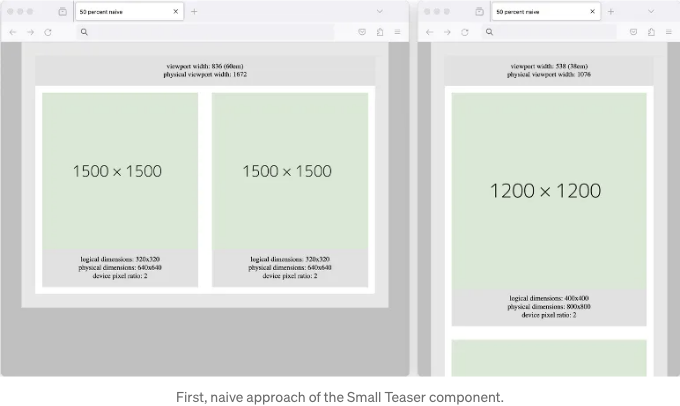 50 percent naive
50 percent naive
viewport width: 836 (60em)
physical viewport width: 1672
1500 × 1500
1500 × 1500
logical dimensions: 320x320
physical dimensions: 640x640
device pixel ratio: 2
logical dimensions: 320x320
physical dimensions: 640x640
device pixel ratio: 2
viewport width: 538 (38em)
physical viewport width: 1076
1200 × 1200
logical dimensions: 400x400
physical dimensions: 800x800
device pixel ratio: 2
First, naive approach of the Small Teaser component.